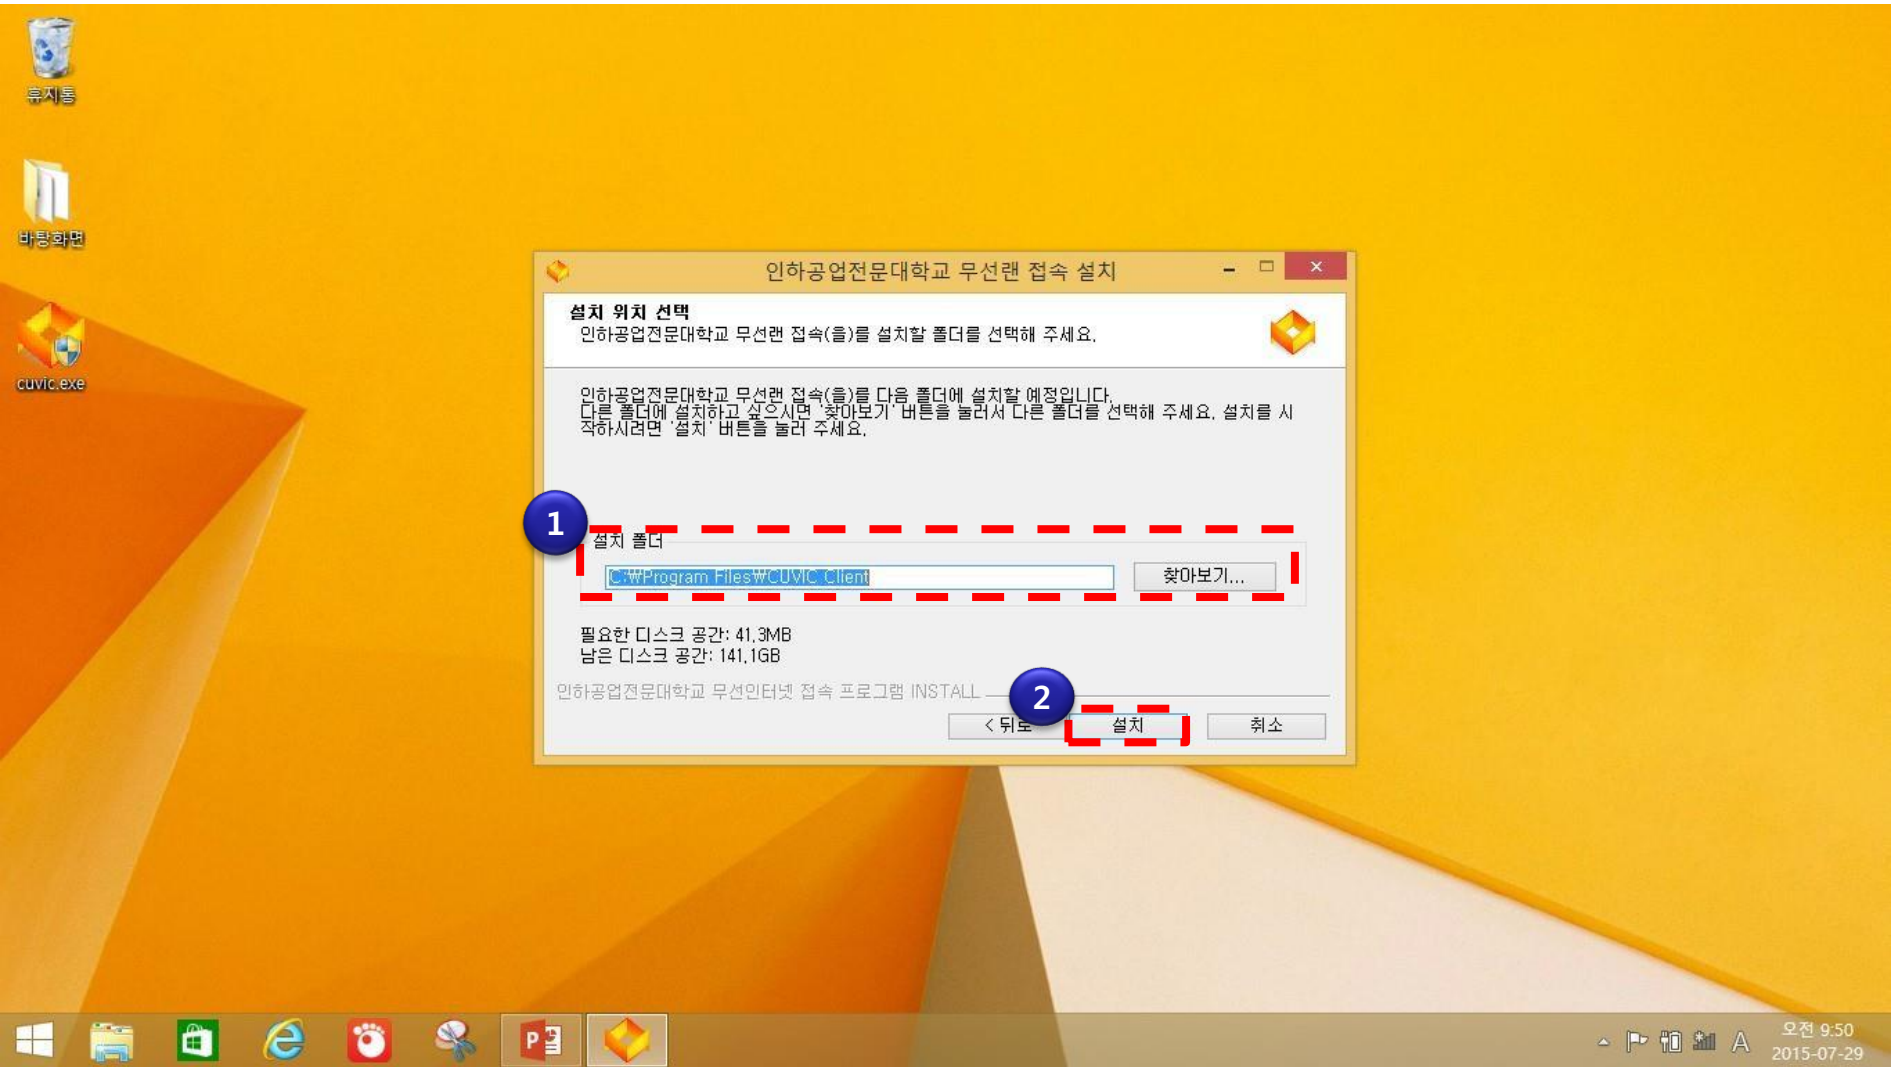 휴지통
바탕화면
cuvic.exe
인하공업전문대학교 무선랜 접속 설치
설치 위치 선택
인하공업전문대학교 무선랜 접속(을)를 설치할 폴더를 선택해 주세요.
인하공업전문대학교 무선랜 접속(을)를 다음 폴더에 설치할 예정입니다.
다른 폴더에 설치하고 싶으시면 '찾아보기' 버튼을 눌러서 다른 폴더를 선택해 주세요. 설치를 시
작하시려면 '설치' 버튼을 눌러 주세요.
1
설치 폴더
C:₩Program Files₩CUVIC Client
찾아보기...
필요한 디스크 공간: 41.3MB
남은 디스크 공간: 141.1GB
인하공업전문대학교 무선인터넷 접속 프로그램 INSTALL
2
< 뒤로
설치
취소
A
오전 9:50
2015-07-29